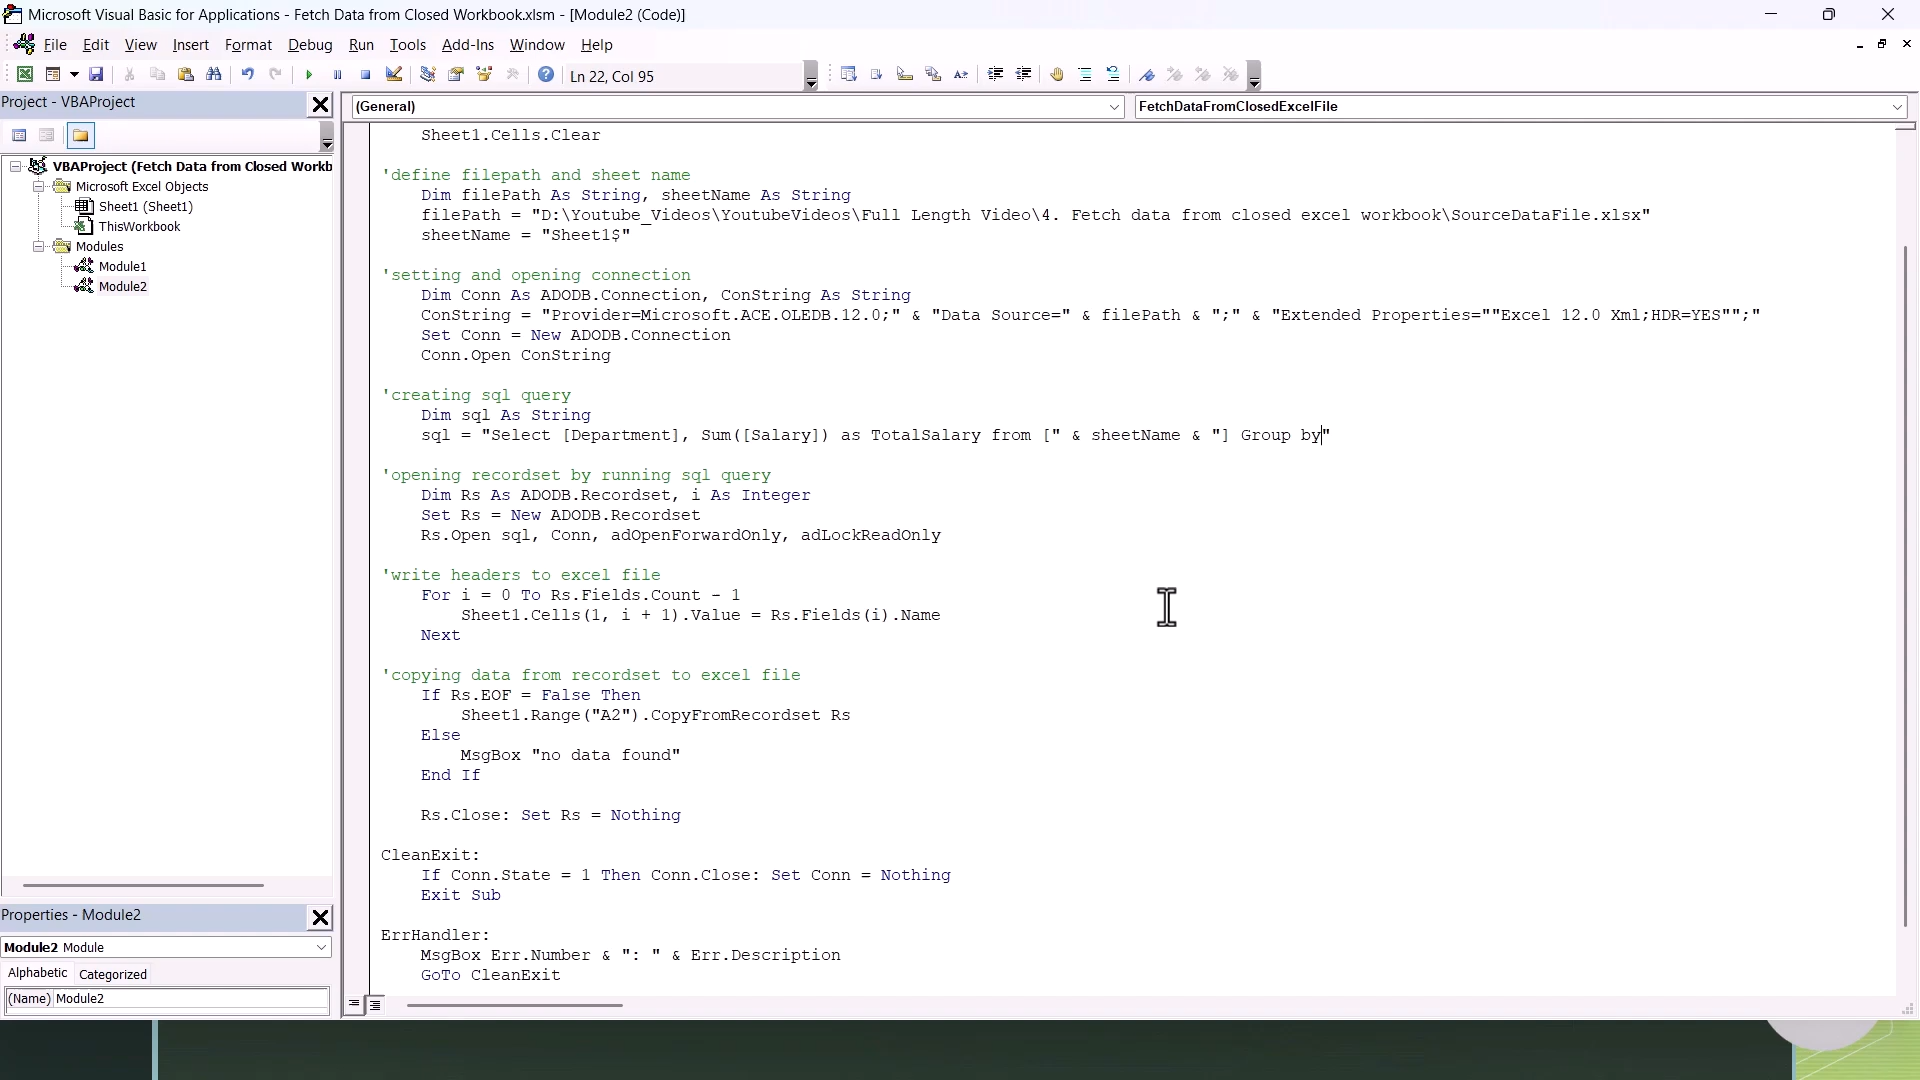 Microsoft Visual Basic for Applications - Fetch Data from Closed Workbook.xlsm - [Module2 (Code)]
File Edit View Insert Format Debug Run Tools Add-Ins Window Help
Ln 22, Col 95
Project - VBAProject
(General)
FetchDataFromClosedExcelFile
VBAProject (Fetch Data from Closed Workb
Microsoft Excel Objects
Sheet1 (Sheet1)
ThisWorkbook
Modules
Module1
Module2
Sheet1.Cells.Clear
'define filepath and sheet name
Dim filePath As String, sheetName As String
filePath = "D:\Youtube_Videos\YoutubeVideos\Full Length Video\4. Fetch data from closed excel workbook\SourceDataFile.xlsx"
sheetName = "Sheet1$"
'setting and opening connection
Dim Conn As ADODB.Connection, ConString As String
ConString = "Provider=Microsoft.ACE.OLEDB.12.0;" & "Data Source=" & filePath & ";" & "Extended Properties=""Excel 12.0 Xml;HDR=YES"";"
Set Conn = New ADODB.Connection
Conn.Open ConString
'creating sql query
Dim sql As String
sql = "Select [Department], Sum([Salary]) as TotalSalary from [" & sheetName & "] Group by"
'opening recordset by running sql query
Dim Rs As ADODB.Recordset, i As Integer
Set Rs = New ADODB.Recordset
Rs.Open sql, Conn, adOpenForwardOnly, adLockReadOnly
'write headers to excel file
For i = 0 To Rs.Fields.Count - 1
Sheet1.Cells(1, i + 1).Value = Rs.Fields(i).Name
Next
'copying data from recordset to excel file
If Rs.EOF = False Then
Sheet1.Range("A2").CopyFromRecordset Rs
Else
MsgBox "no data found"
End If
Rs.Close: Set Rs = Nothing
CleanExit:
If Conn.State = 1 Then Conn.Close: Set Conn = Nothing
Exit Sub
ErrHandler:
MsgBox Err.Number & ": " & Err.Description
GoTo CleanExit
Properties - Module2
Module2 Module
Alphabetic Categorized
(Name) Module2